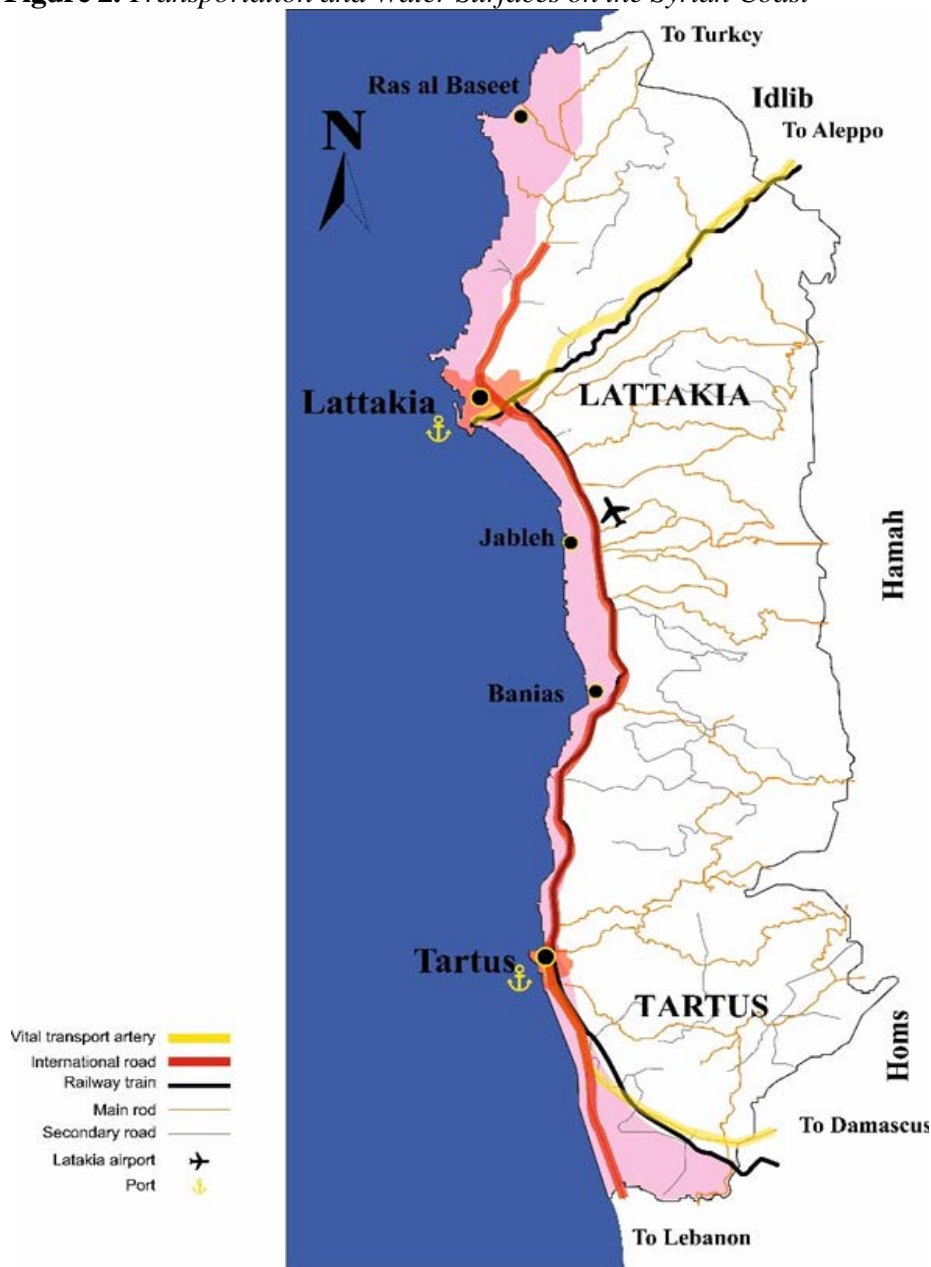 Figure 2. Transportation and Water Surfaces on the Syrian Coast
To Turkey
Ras al Baseet
Idlib
To Aleppo
N
Lattakia
LATTAKIA
Jableh
Hamah
Banias
Tartus
TARTUS
Homs
Vital transport artery
International road
Railway train
Main rod
Secondary road
Latakia airport
Port
To Damascus
To Lebanon